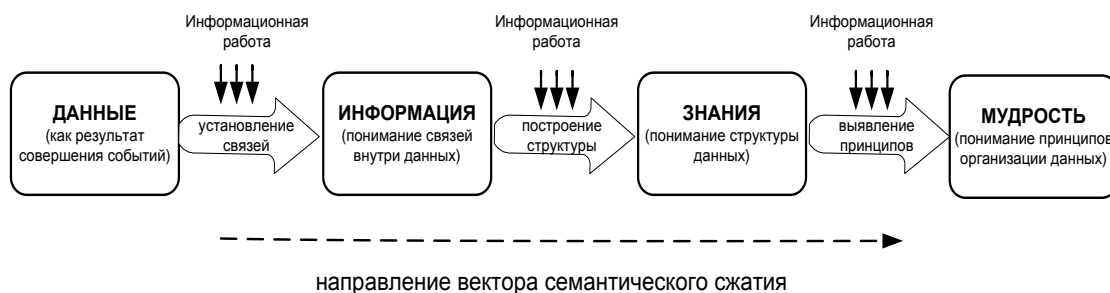 Информационная
работа
Информационная
работа
Информационная
работа
ДАННЫЕ
(как результат
совершения событий)
установление
связей
ИНФОРМАЦИЯ
(понимание связей
внутри данных)
построение
структуры
ЗНАНИЯ
(понимание структуры
данных)
выявление
принципов
МУДРОСТЬ
(понимание принципов
организации данных)
направление вектора семантического сжатия